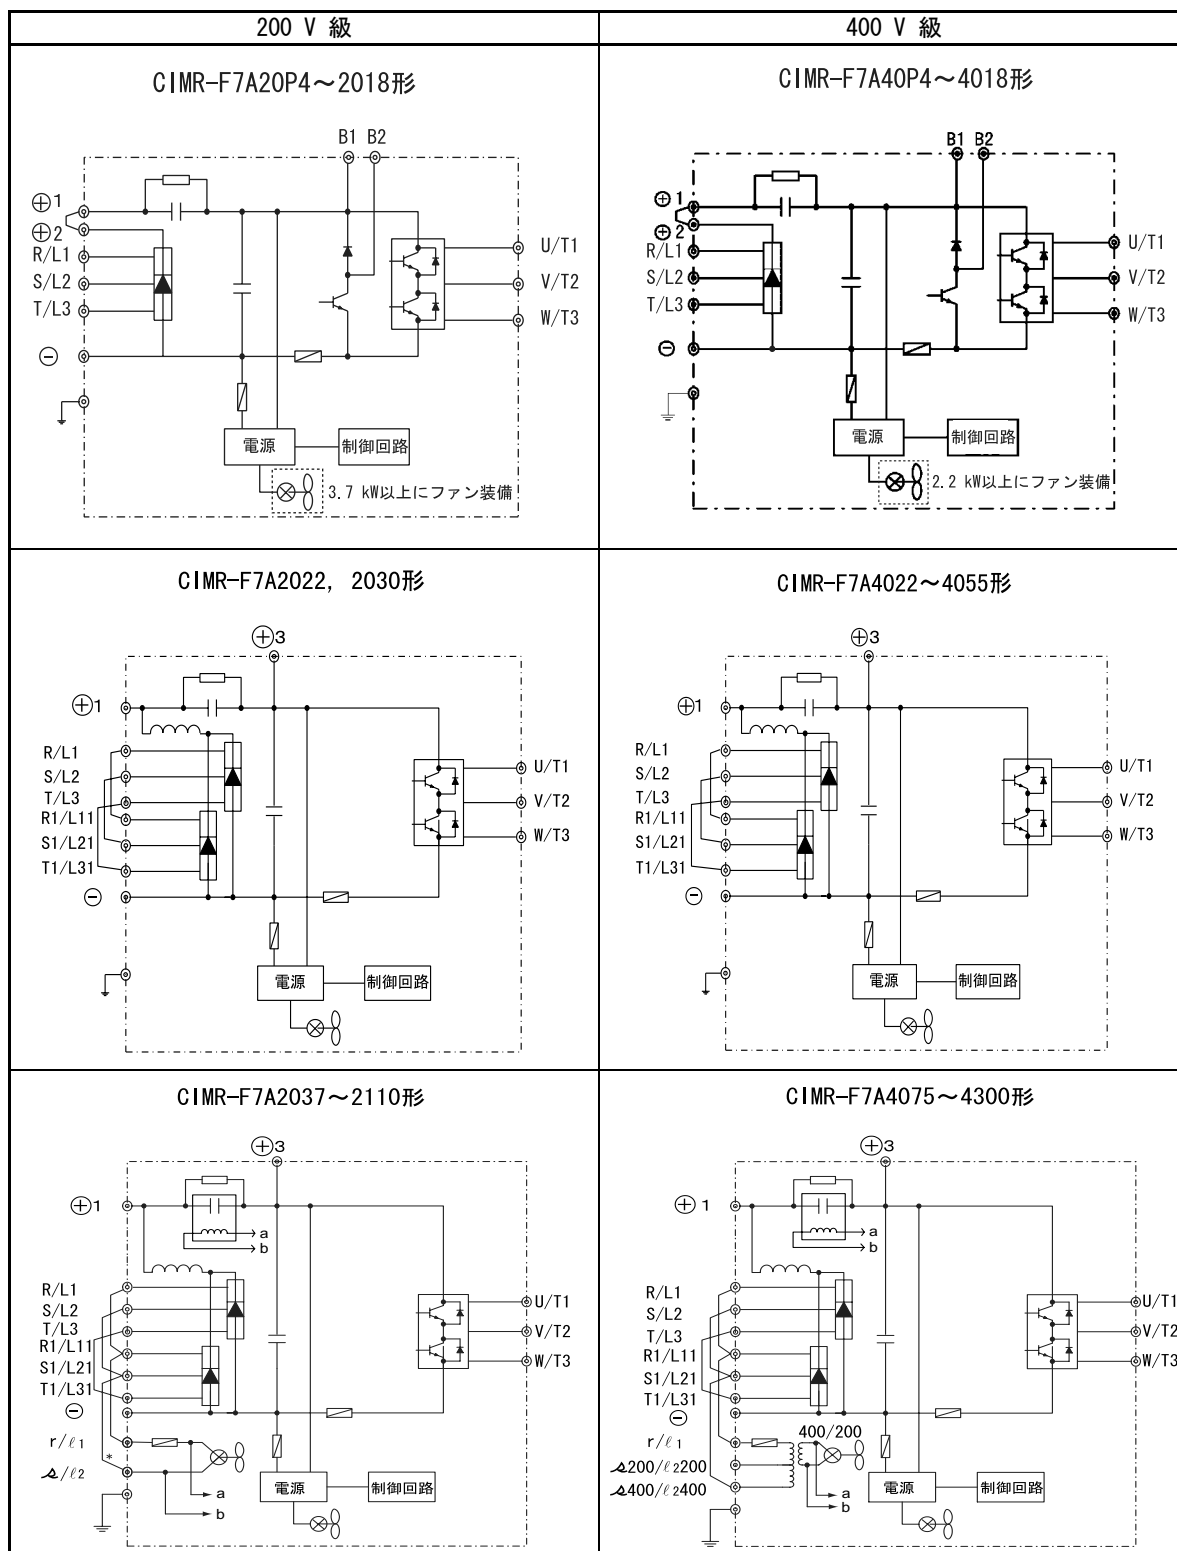 200 V 級
400 V 級
CIMR-F7A20P4～2018形
B1 B2
⊕1
⊕2
R/L1
S/L2
T/L3
⊖
U/T1
V/T2
W/T3
電源
制御回路
3.7 kW以上にファン装備
CIMR-F7A40P4～4018形
B1 B2
⊕1
⊕2
R/L1
S/L2
T/L3
⊖
U/T1
V/T2
W/T3
電源
制御回路
2.2 kW以上にファン装備
CIMR-F7A2022, 2030形
⊕3
⊕1
R/L1
S/L2
T/L3
R1/L11
S1/L21
T1/L31
⊖
U/T1
V/T2
W/T3
電源
制御回路
CIMR-F7A4022～4055形
⊕3
⊕1
R/L1
S/L2
T/L3
R1/L11
S1/L21
T1/L31
⊖
U/T1
V/T2
W/T3
電源
制御回路
CIMR-F7A2037～2110形
⊕3
⊕1
a
b
R/L1
S/L2
T/L3
R1/L11
S1/L21
T1/L31
⊖
r/ℓ1
*
s/ℓ2
U/T1
V/T2
W/T3
a
b
電源
制御回路
CIMR-F7A4075～4300形
⊕3
⊕1
a
b
R/L1
S/L2
T/L3
R1/L11
S1/L21
T1/L31
⊖
r/ℓ1
s200/ℓ2200
s400/ℓ2400
400/200
U/T1
V/T2
W/T3
a
b
電源
制御回路